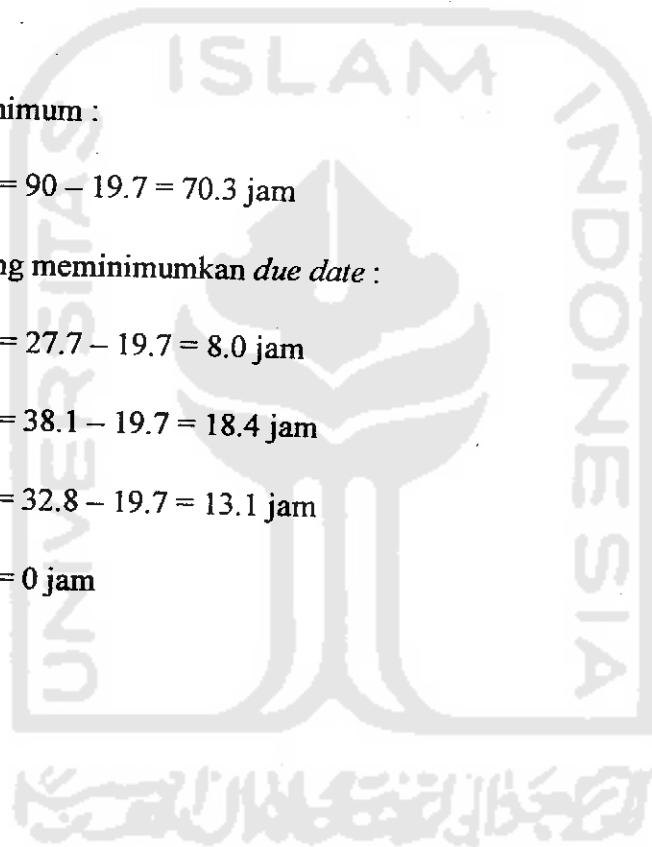 ISLAM
UNIVERSITAS
INDONESIA
nimum :
= 90 – 19.7 = 70.3 jam
ng meminimumkan due date :
= 27.7 – 19.7 = 8.0 jam
= 38.1 – 19.7 = 18.4 jam
= 32.8 – 19.7 = 13.1 jam
= 0 jam